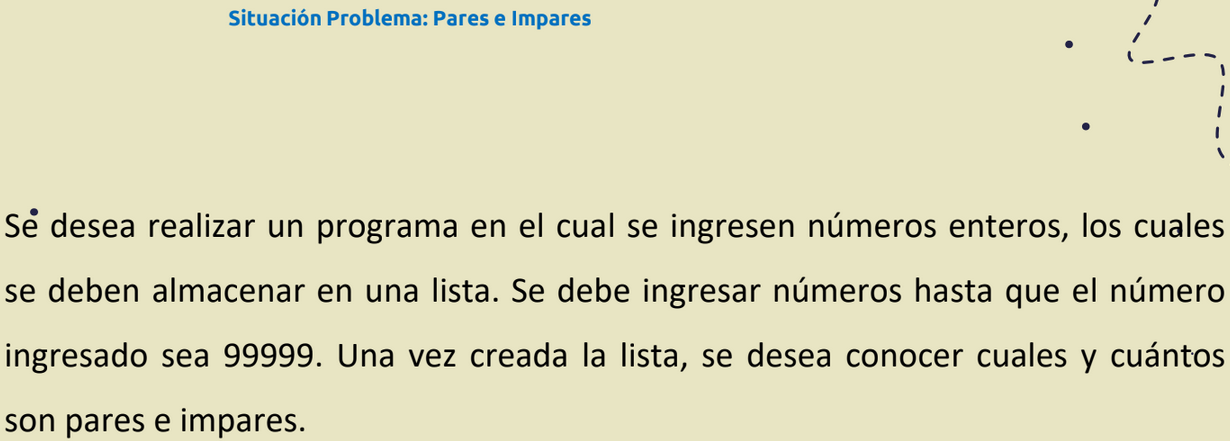 Situación Problema: Pares e Impares
Se desea realizar un programa en el cual se ingresen números enteros, los cuales
se deben almacenar en una lista. Se debe ingresar números hasta que el número
ingresado sea 99999. Una vez creada la lista, se desea conocer cuales y cuántos
son pares e impares.